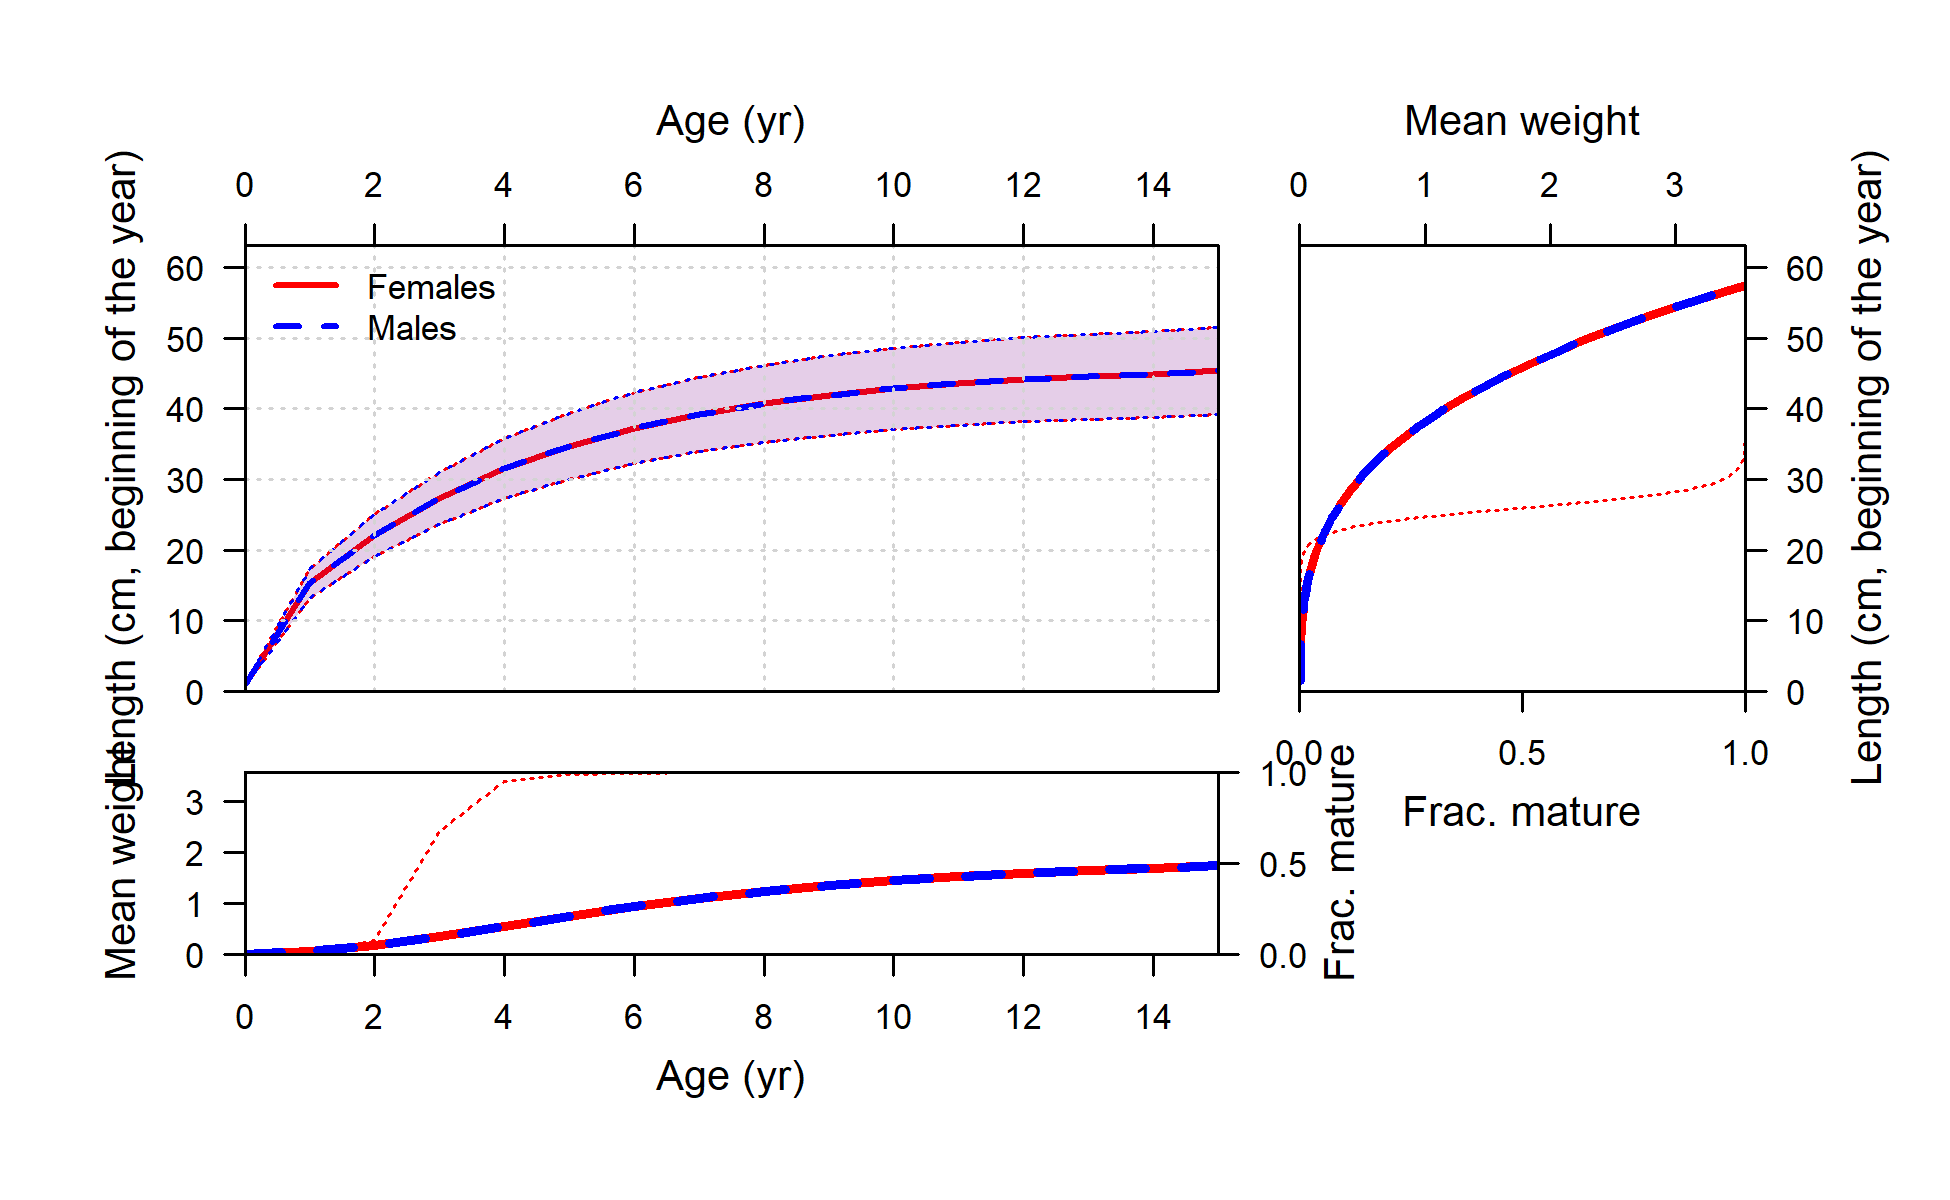 Age (yr)
Mean weight
0 2 4 6 8 10 12 14
0 1 2 3
Length (cm, beginning of the year)
60
50
40
30
20
10
0
Females
Males
60
50
40
30
20
10
0
Length (cm, beginning of the year)
0.0 0.5 1.0
Frac. mature
Mean weight
3
2
1
0
1.0
0.5
0.0
Frac. mature
0 2 4 6 8 10 12 14
Age (yr)